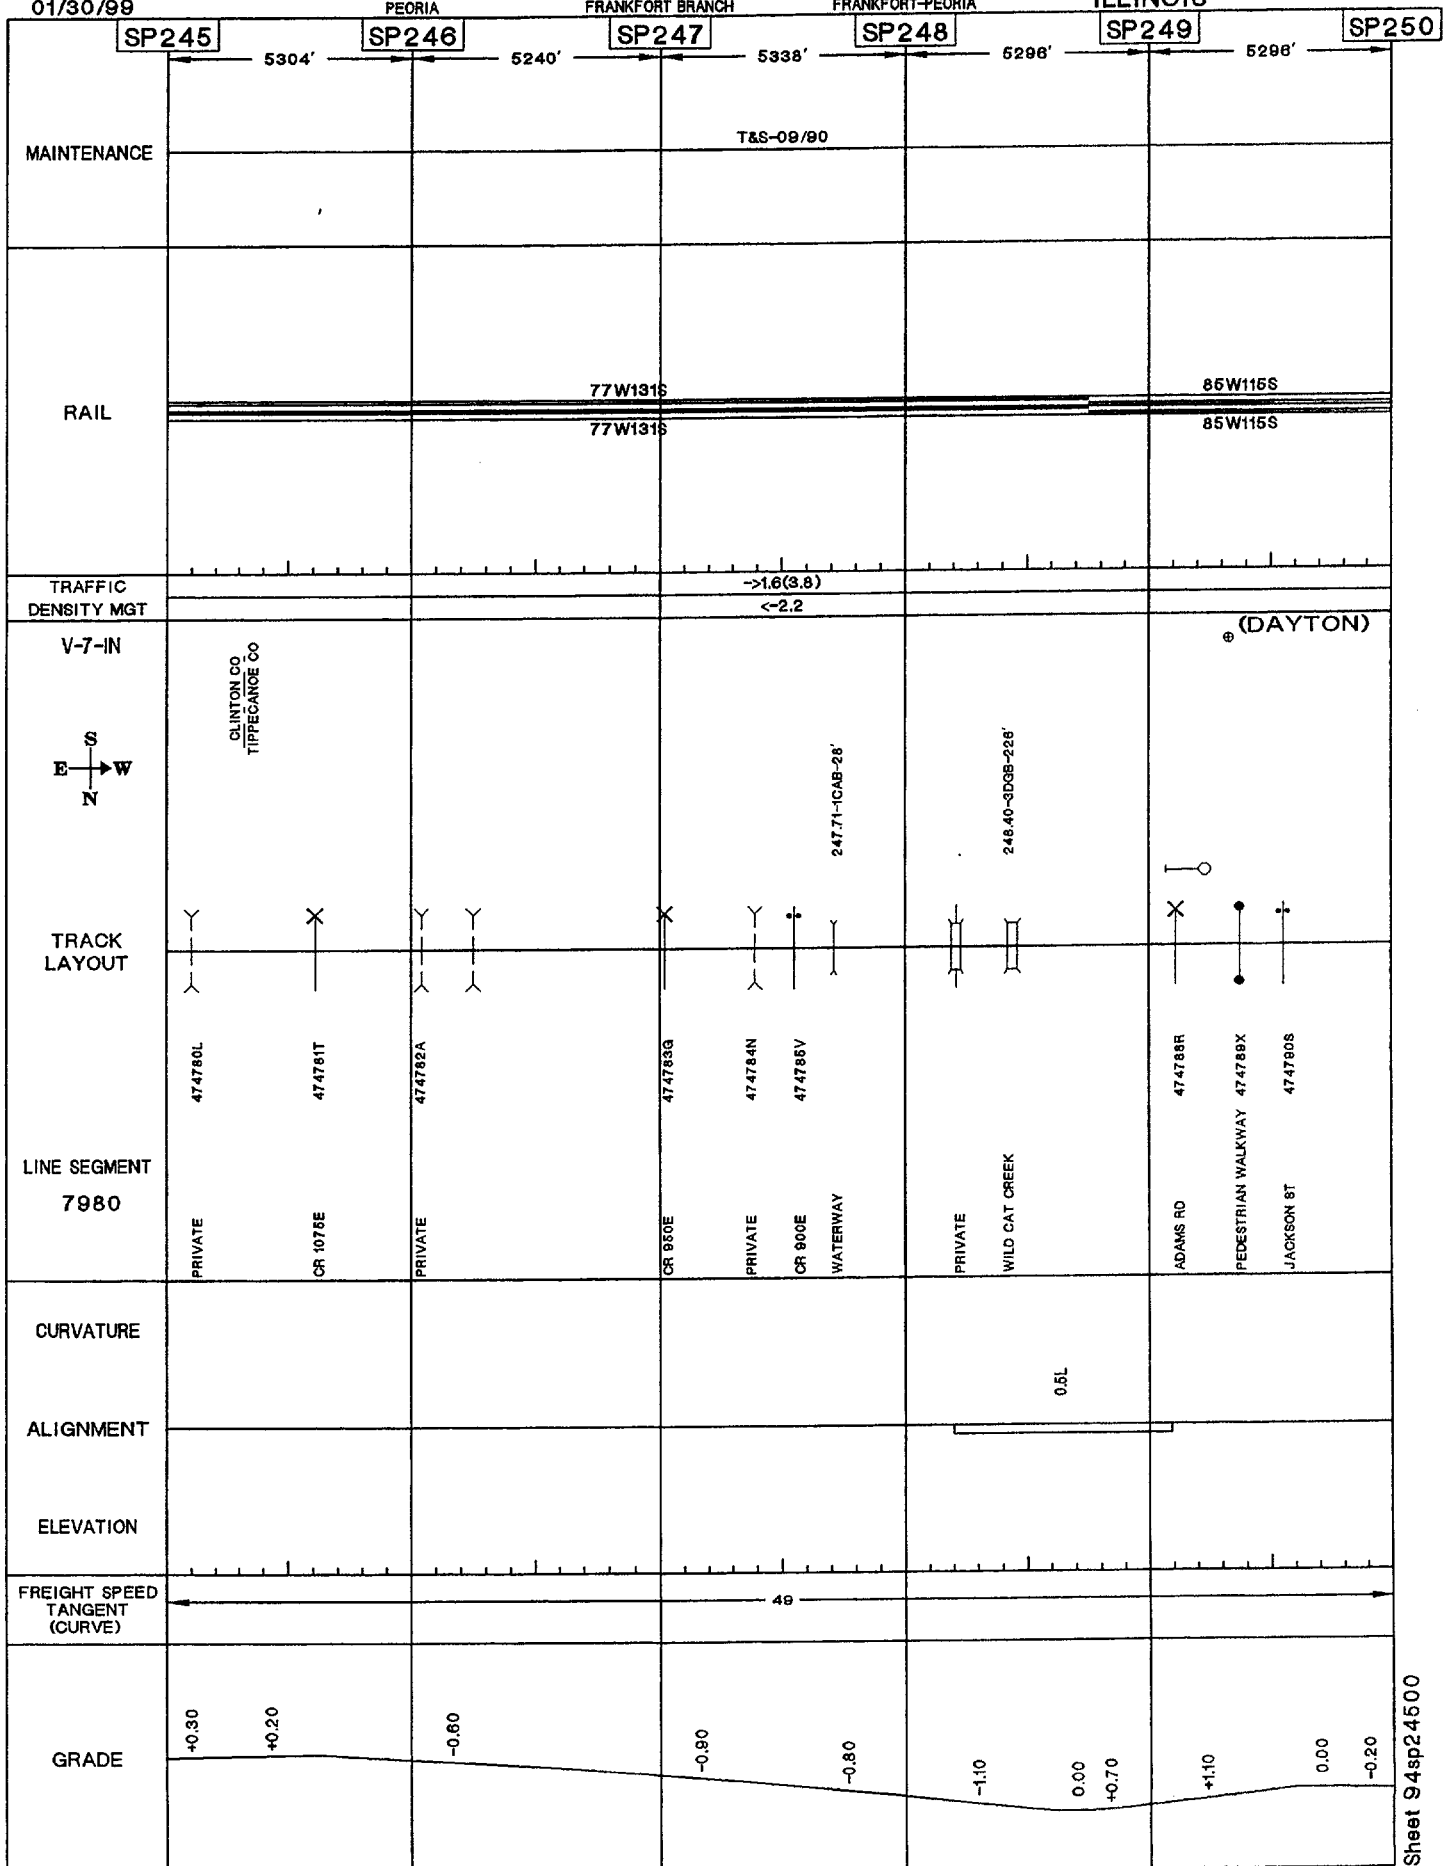 01/30/99 PEORIA FRANKFORT BRANCH FRANKFORT-PEORIA ILLINOIS
SP245 SP246 SP247 SP248 SP249 SP250
5304' 5240' 5338' 5296' 5296'
MAINTENANCE
T&S-09/90
RAIL
77W131S 85W115S
77W131S 85W115S
TRAFFIC
DENSITY MGT
->1.6(3.8)
<-2.2
V-7-IN
CLINTON CO
TIPPECANOE CO
(DAYTON)
S
E W
N
247.71-1CAB-28'
248.40-3DGB-226'
TRACK
LAYOUT
474780L
474781T
474782A
474783G
474784N
474785V
474788R
474789X
474790S
LINE SEGMENT
7980
PRIVATE
CR 1075E
PRIVATE
CR 950E
PRIVATE
CR 900E
WATERWAY
PRIVATE
WILD CAT CREEK
ADAMS RD
PEDESTRIAN WALKWAY
JACKSON ST
CURVATURE
0.5L
ALIGNMENT
ELEVATION
FREIGHT SPEED
TANGENT
(CURVE)
49
GRADE
+0.30
+0.20
-0.60
-0.90
-0.80
-1.10
0.00
+0.70
+1.10
0.00
-0.20
Sheet 94sp24500